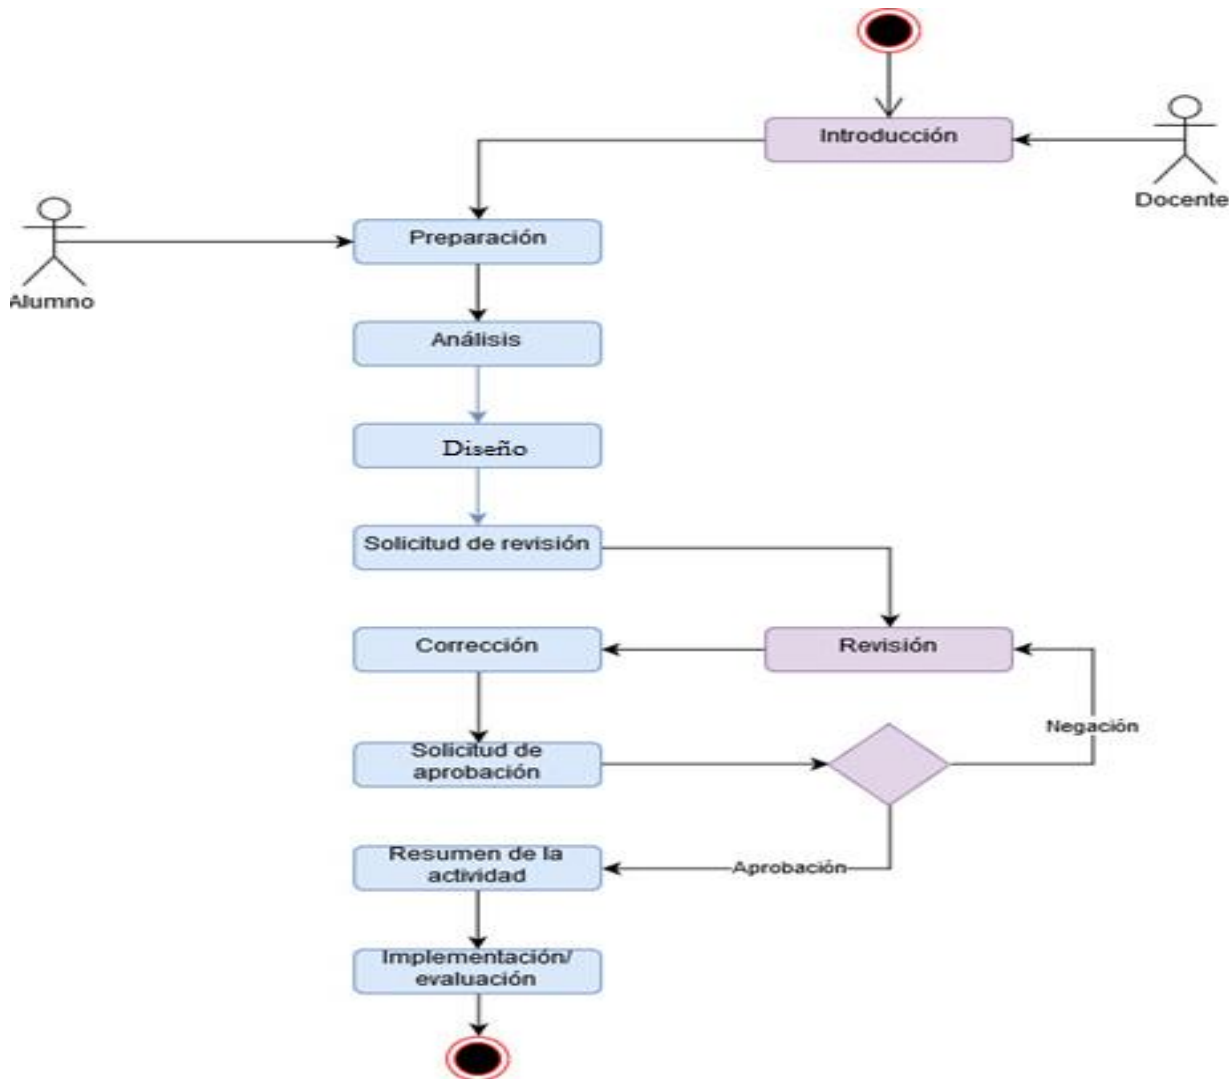 Introducción
Docente
Preparación
Alumno
Análisis
Diseño
Solicitud de revisión
Corrección
Revisión
Negación
Solicitud de
aprobación
Resumen de la
actividad
Aprobación
Implementación/
evaluación